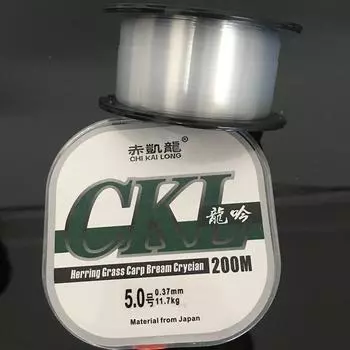 赤凱龍
CHI KAI LONG
CKL
龍吟
Herring Grass Carp Bream Crycian 200M
5.0号 0.37mm
11.7kg
Material from Japan